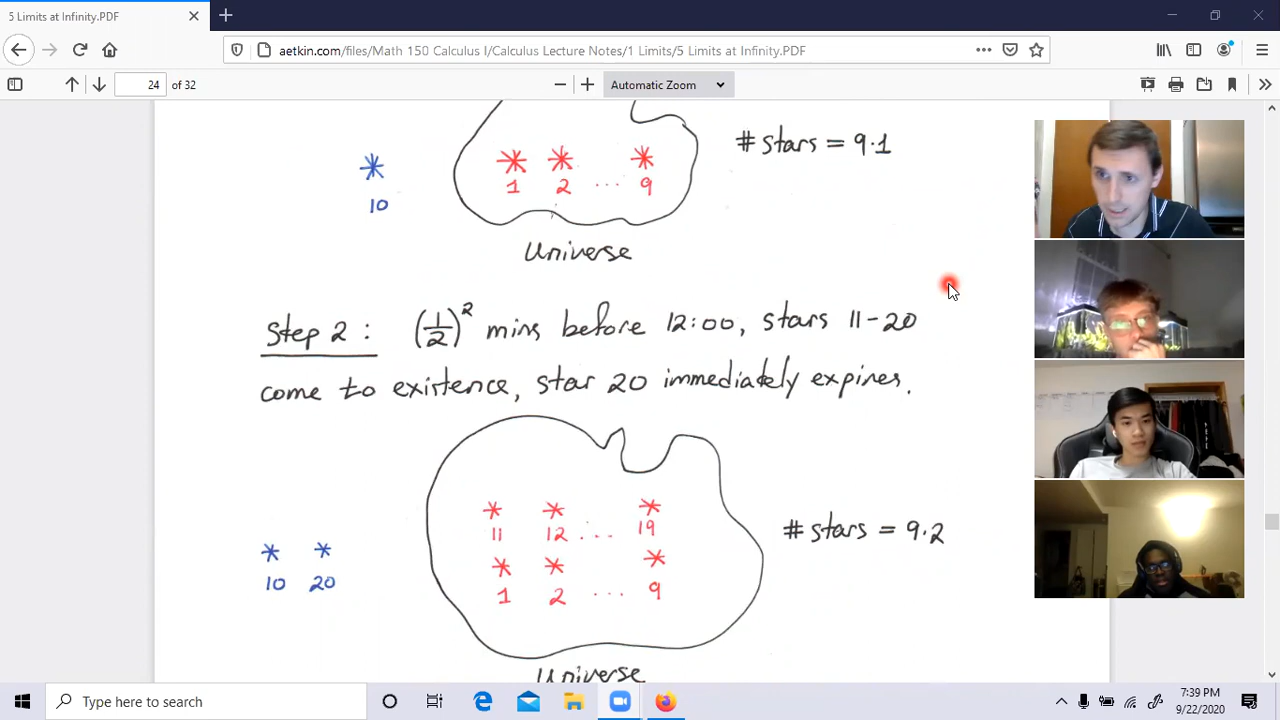 5 Limits at Infinity.PDF
aetkin.com/files/Math 150 Calculus I/Calculus Lecture Notes/1 Limits/5 Limits at Infinity.PDF
24 of 32
Automatic Zoom
# stars = 9·1
10
1 2 ... 9
Universe
Step 2 : (1/2)^2 mins before 12:00, stars 11-20
come to existence, star 20 immediately expires.
11 12 ... 19
# stars = 9·2
10 20
1 2 ... 9
Universe
Type here to search
7:39 PM
9/22/2020